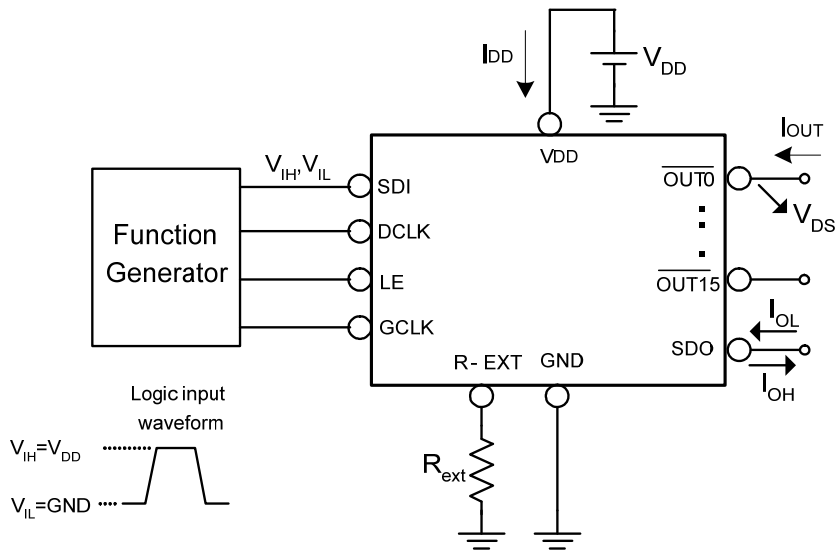 IDD
VDD
VDD
IOUT
VIH,VIL
SDI
OUT0
VDS
Function
Generator
DCLK
LE
OUT15
GCLK
IOL
SDO
IOH
R-EXT
GND
Logic input
waveform
VIH=VDD
VIL=GND
Rext